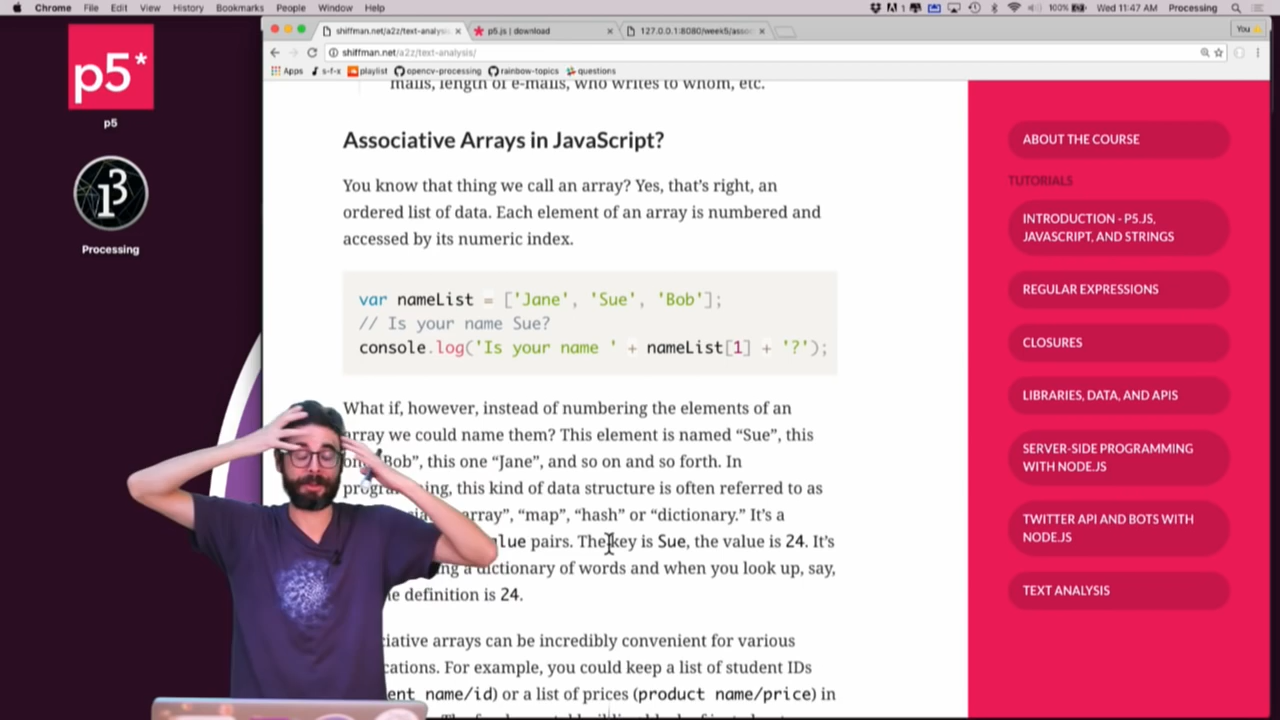 Chrome File Edit View History Bookmarks People Window Help
100% Wed 11:47 AM Processing
shiffman.net/a2z/text-analysis
p5.js | download
127.0.0.1:8080/week5/assoc
You
shiffman.net/a2z/text-analysis/
Apps s-f-x playlist opencv-processing rainbow-topics questions
p5*
p5
Processing
mails, length of e-mails, who writes to whom, etc.
Associative Arrays in JavaScript?
You know that thing we call an array? Yes, that's right, an
ordered list of data. Each element of an array is numbered and
accessed by its numeric index.
var nameList = ['Jane', 'Sue', 'Bob'];
// Is your name Sue?
console.log('Is your name ' + nameList[1] + '?');
What if, however, instead of numbering the elements of an
array we could name them? This element is named “Sue”, this
“Bob”, this one “Jane”, and so on and so forth. In
this kind of data structure is often referred to as
array”, “map”, “hash” or “dictionary.” It's a
pairs. The key is Sue, the value is 24. It's
a dictionary of words and when you look up, say,
definition is 24.
arrays can be incredibly convenient for various
For example, you could keep a list of student IDs
name/id) or a list of prices (product name/price) in
ABOUT THE COURSE
TUTORIALS
INTRODUCTION - P5.JS,
JAVASCRIPT, AND STRINGS
REGULAR EXPRESSIONS
CLOSURES
LIBRARIES, DATA, AND APIS
SERVER-SIDE PROGRAMMING
WITH NODE.JS
TWITTER API AND BOTS WITH
NODE.JS
TEXT ANALYSIS